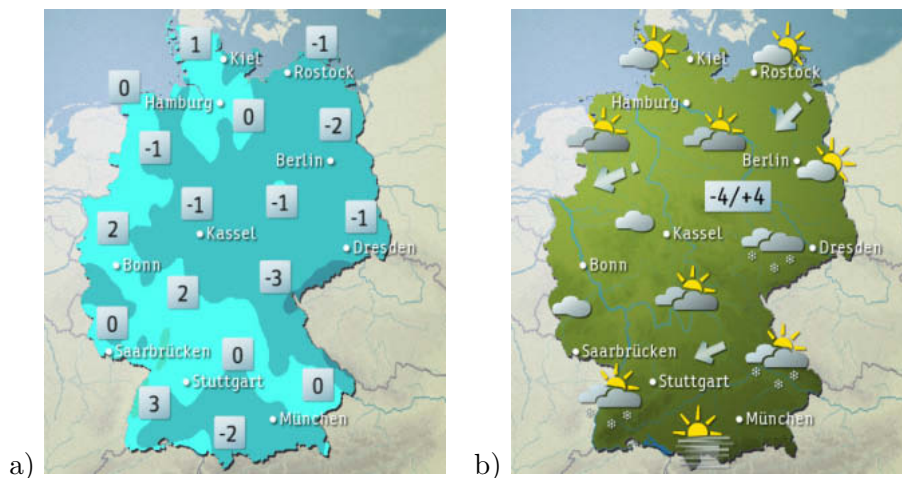 1
-1
Kiel
Rostock
0
Hamburg
0
-2
-1
Berlin
-1
-1
2
-1
Kassel
Dresden
Bonn
-3
2
0
Saarbrücken
0
Stuttgart
0
3
München
-2
a)
Kiel
Rostock
Hamburg
Berlin
-4/+4
Kassel
Dresden
Bonn
Saarbrücken
Stuttgart
München
b)